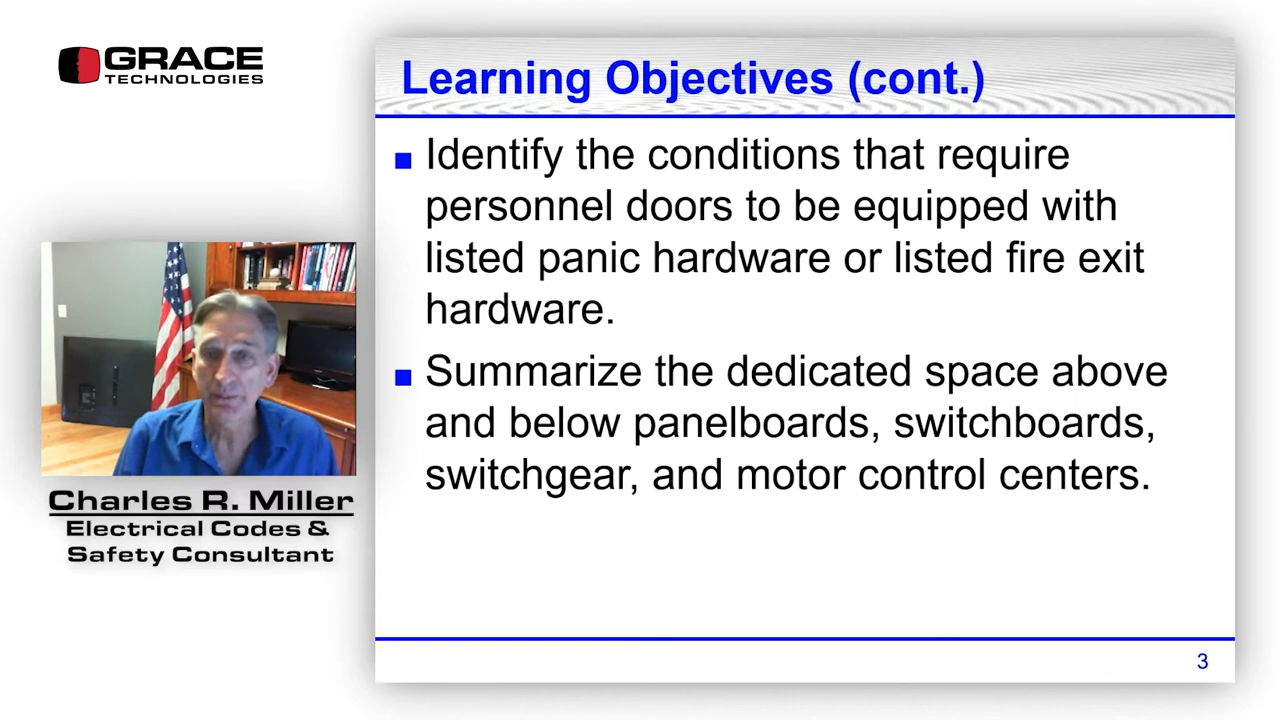 GRACE
TECHNOLOGIES
Learning Objectives (cont.)
Identify the conditions that require
personnel doors to be equipped with
listed panic hardware or listed fire exit
hardware.
Summarize the dedicated space above
and below panelboards, switchboards,
switchgear, and motor control centers.
Charles R. Miller
Electrical Codes &
Safety Consultant
3